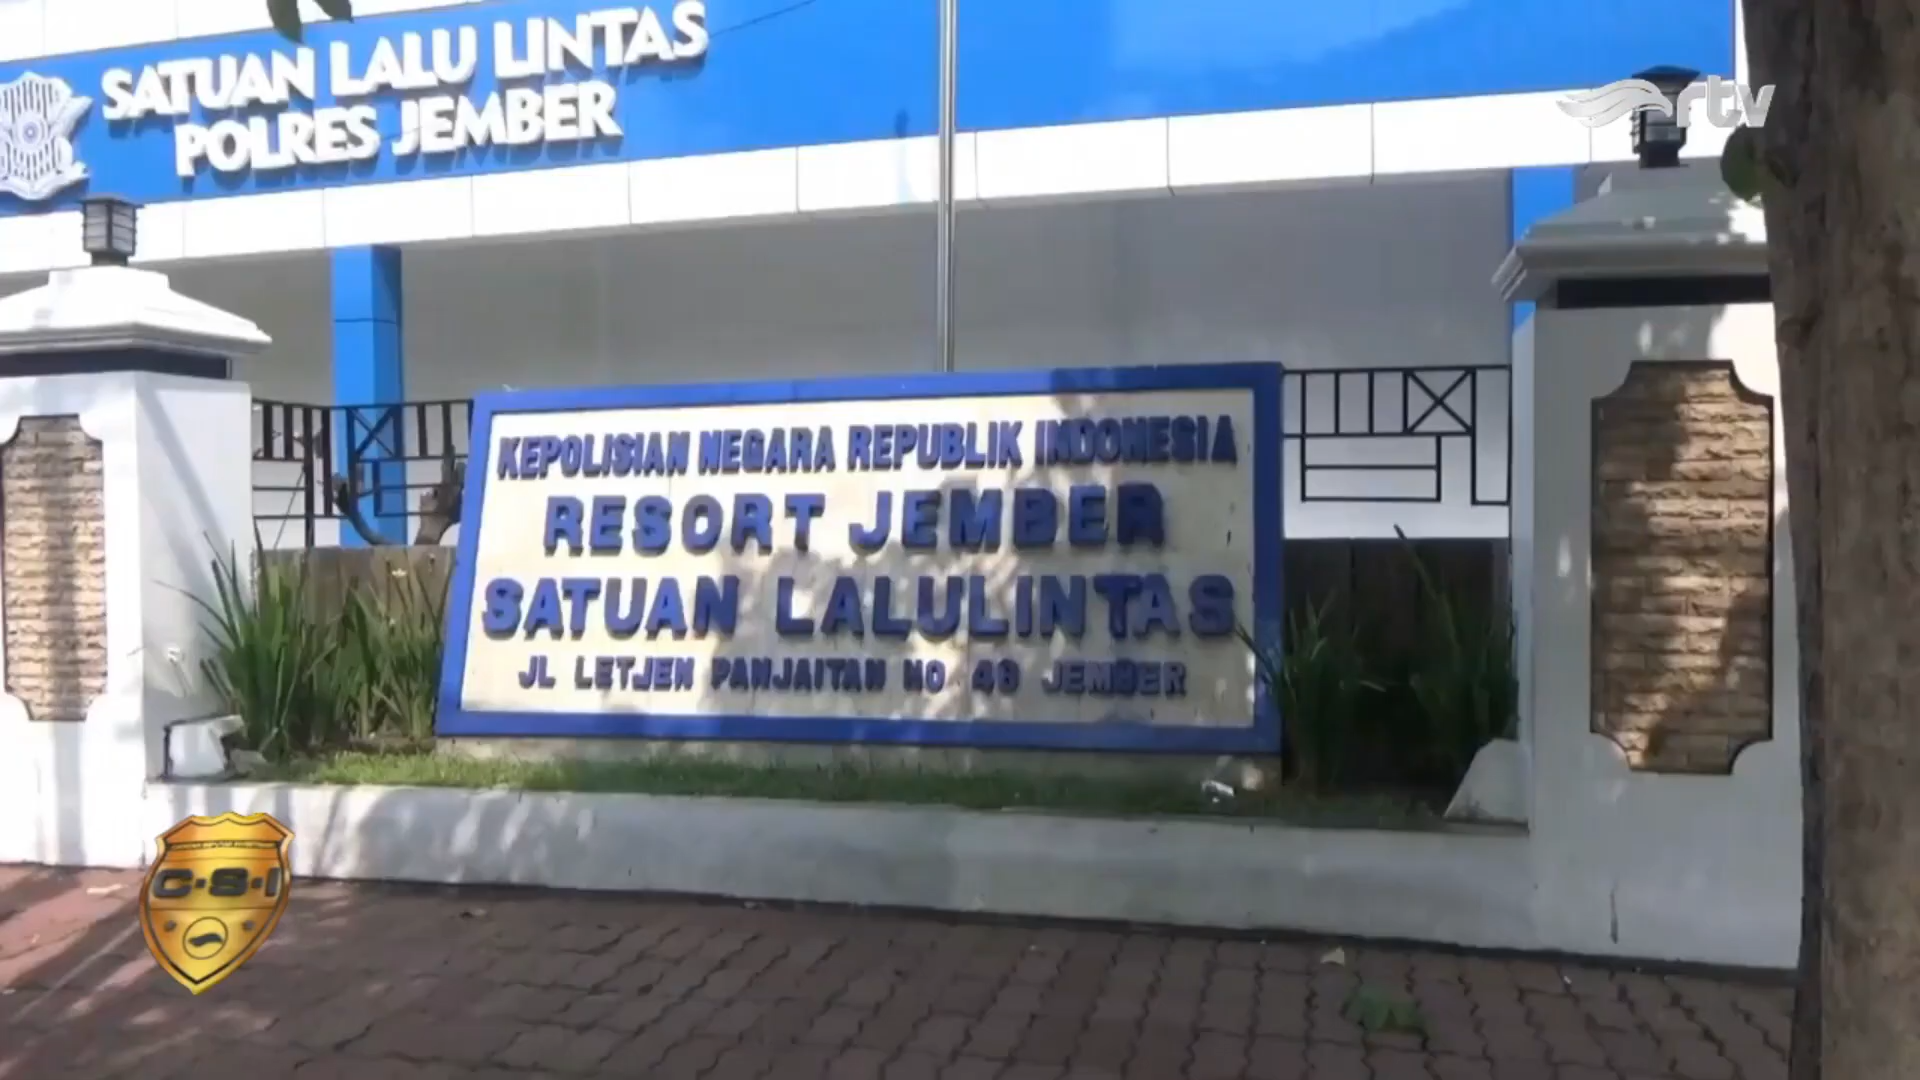 SATUAN LALU LINTAS
POLRES JEMBER
rtv
KEPOLISIAN NEGARA REPUBLIK INDONESIA
RESORT JEMBER
SATUAN LALULINTAS
JL LETJEN PANJAITAN NO 48 JEMBER
C·S·I